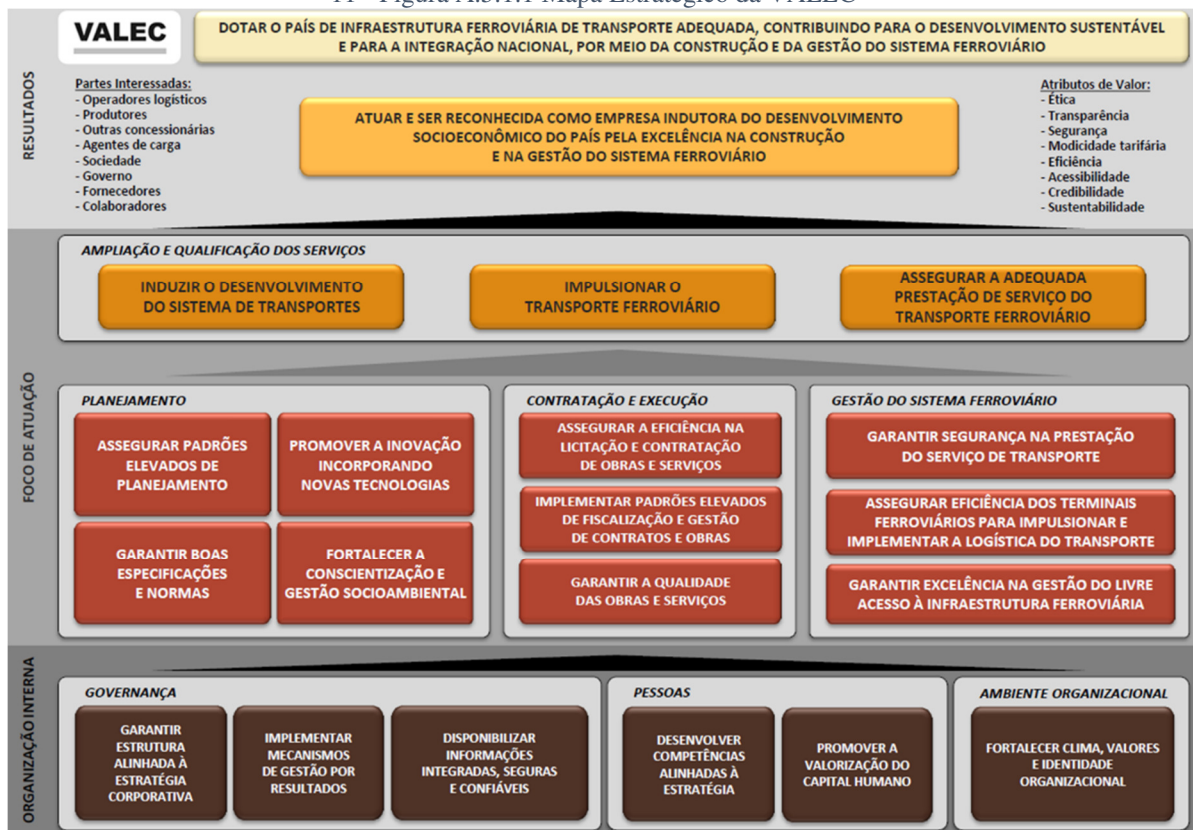 11 - Figura A.3.1.1 Mapa Estratégico da VALEC
VALEC
DOTAR O PAÍS DE INFRAESTRUTURA FERROVIÁRIA DE TRANSPORTE ADEQUADA, CONTRIBUINDO PARA O DESENVOLVIMENTO SUSTENTÁVEL
E PARA A INTEGRAÇÃO NACIONAL, POR MEIO DA CONSTRUÇÃO E DA GESTÃO DO SISTEMA FERROVIÁRIO
RESULTADOS
Partes Interessadas:
- Operadores logísticos
- Produtores
- Outras concessionárias
- Agentes de carga
- Sociedade
- Governo
- Fornecedores
- Colaboradores
ATUAR E SER RECONHECIDA COMO EMPRESA INDUTORA DO DESENVOLVIMENTO
SOCIOECONÔMICO DO PAÍS PELA EXCELÊNCIA NA CONSTRUÇÃO
E NA GESTÃO DO SISTEMA FERROVIÁRIO
Atributos de Valor:
- Ética
- Transparência
- Segurança
- Modicidade tarifária
- Eficiência
- Acessibilidade
- Credibilidade
- Sustentabilidade
FOCO DE ATUAÇÃO
AMPLIAÇÃO E QUALIFICAÇÃO DOS SERVIÇOS
INDUZIR O DESENVOLVIMENTO
DO SISTEMA DE TRANSPORTES
IMPULSIONAR O
TRANSPORTE FERROVIÁRIO
ASSEGURAR A ADEQUADA
PRESTAÇÃO DE SERVIÇO DO
TRANSPORTE FERROVIÁRIO
PLANEJAMENTO
ASSEGURAR PADRÕES
ELEVADOS DE
PLANEJAMENTO
PROMOVER A INOVAÇÃO
INCORPORANDO
NOVAS TECNOLOGIAS
GARANTIR BOAS
ESPECIFICAÇÕES
E NORMAS
FORTALECER A
CONSCIENTIZAÇÃO E
GESTÃO SOCIOAMBIENTAL
CONTRATAÇÃO E EXECUÇÃO
ASSEGURAR A EFICIÊNCIA NA
LICITAÇÃO E CONTRATAÇÃO
DE OBRAS E SERVIÇOS
IMPLEMENTAR PADRÕES ELEVADOS
DE FISCALIZAÇÃO E GESTÃO
DE CONTRATOS E OBRAS
GARANTIR A QUALIDADE
DAS OBRAS E SERVIÇOS
GESTÃO DO SISTEMA FERROVIÁRIO
GARANTIR SEGURANÇA NA PRESTAÇÃO
DO SERVIÇO DE TRANSPORTE
ASSEGURAR EFICIÊNCIA DOS TERMINAIS
FERROVIÁRIOS PARA IMPULSIONAR E
IMPLEMENTAR A LOGÍSTICA DO TRANSPORTE
GARANTIR EXCELÊNCIA NA GESTÃO DO LIVRE
ACESSO À INFRAESTRUTURA FERROVIÁRIA
ORGANIZAÇÃO INTERNA
GOVERNANÇA
GARANTIR
ESTRUTURA
ALINHADA À
ESTRATÉGIA
CORPORATIVA
IMPLEMENTAR
MECANISMOS
DE GESTÃO POR
RESULTADOS
DISPONIBILIZAR
INFORMAÇÕES
INTEGRADAS, SEGURAS
E CONFIÁVEIS
PESSOAS
DESENVOLVER
COMPETÊNCIAS
ALINHADAS À
ESTRATÉGIA
PROMOVER A
VALORIZAÇÃO DO
CAPITAL HUMANO
AMBIENTE ORGANIZACIONAL
FORTALECER CLIMA, VALORES
E IDENTIDADE
ORGANIZACIONAL